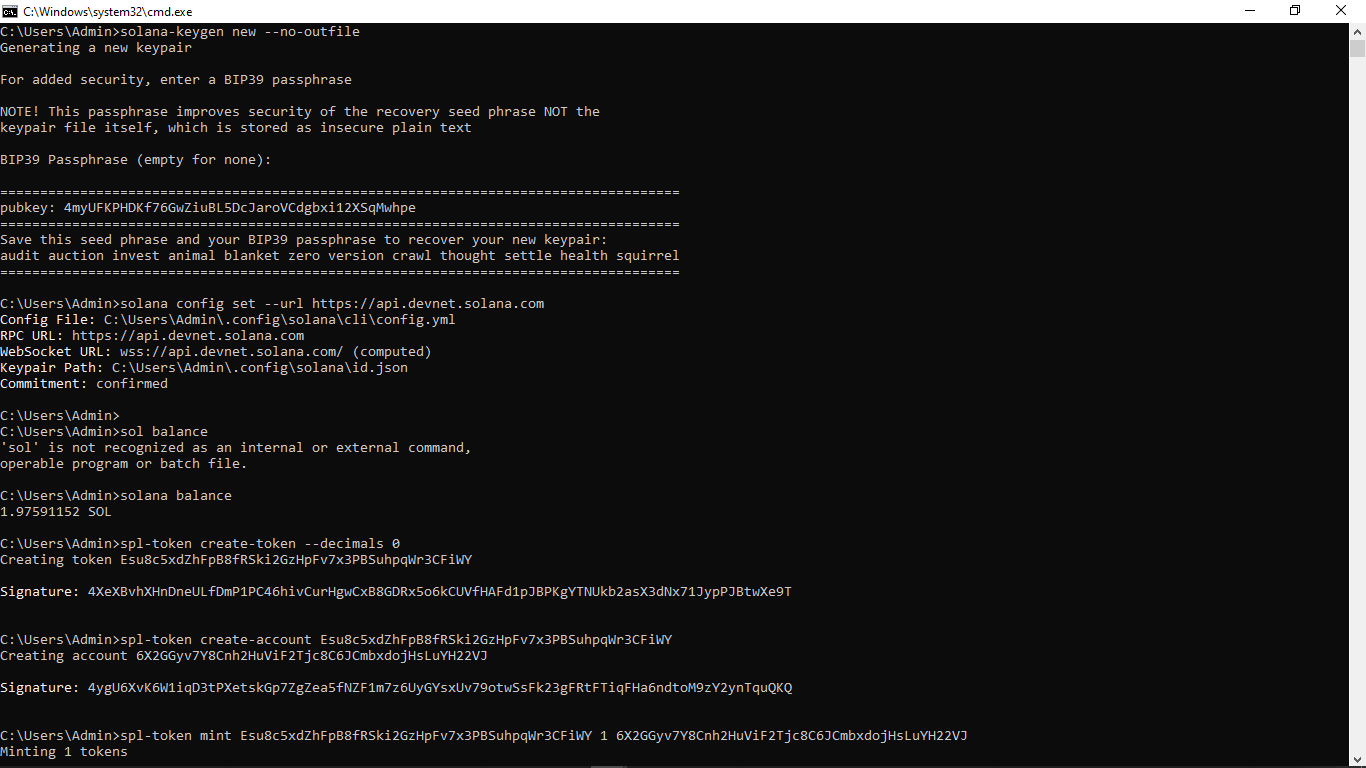 C:\Windows\system32\cmd.exe
C:\Users\Admin>solana-keygen new --no-outfile
Generating a new keypair
For added security, enter a BIP39 passphrase
NOTE! This passphrase improves security of the recovery seed phrase NOT the
keypair file itself, which is stored as insecure plain text
BIP39 Passphrase (empty for none):
=====================================================================================
pubkey: 4myUFKPHDKf76GwZiuBL5DcJaroVCdgbxi12XSqMwhpe
=====================================================================================
Save this seed phrase and your BIP39 passphrase to recover your new keypair:
audit auction invest animal blanket zero version crawl thought settle health squirrel
=====================================================================================
C:\Users\Admin>solana config set --url https://api.devnet.solana.com
Config File: C:\Users\Admin\.config\solana\cli\config.yml
RPC URL: https://api.devnet.solana.com
WebSocket URL: wss://api.devnet.solana.com/ (computed)
Keypair Path: C:\Users\Admin\.config\solana\id.json
Commitment: confirmed
C:\Users\Admin>
C:\Users\Admin>sol balance
'sol' is not recognized as an internal or external command,
operable program or batch file.
C:\Users\Admin>solana balance
1.97591152 SOL
C:\Users\Admin>spl-token create-token --decimals 0
Creating token Esu8c5xdZhFpB8fRSki2GzHpFv7x3PBSuhpqWr3CFiWY
Signature: 4XeXBvhXHnDneULfDmP1PC46hivCurHgwCxB8GDRx5o6kCUVfHAFd1pJBPKgYTNUkb2asX3dNx71JypPJBtwXe9T
C:\Users\Admin>spl-token create-account Esu8c5xdZhFpB8fRSki2GzHpFv7x3PBSuhpqWr3CFiWY
Creating account 6X2GGyv7Y8Cnh2HuViF2Tjc8C6JCmbxdojHsLuYH22VJ
Signature: 4ygU6XvK6W1iqD3tPXetskGp7ZgZea5fNZF1m7z6UyGYsxUv79otwSsFk23gFRtFTiqFHa6ndtoM9zY2ynTquQKQ
C:\Users\Admin>spl-token mint Esu8c5xdZhFpB8fRSki2GzHpFv7x3PBSuhpqWr3CFiWY 1 6X2GGyv7Y8Cnh2HuViF2Tjc8C6JCmbxdojHsLuYH22VJ
Minting 1 tokens